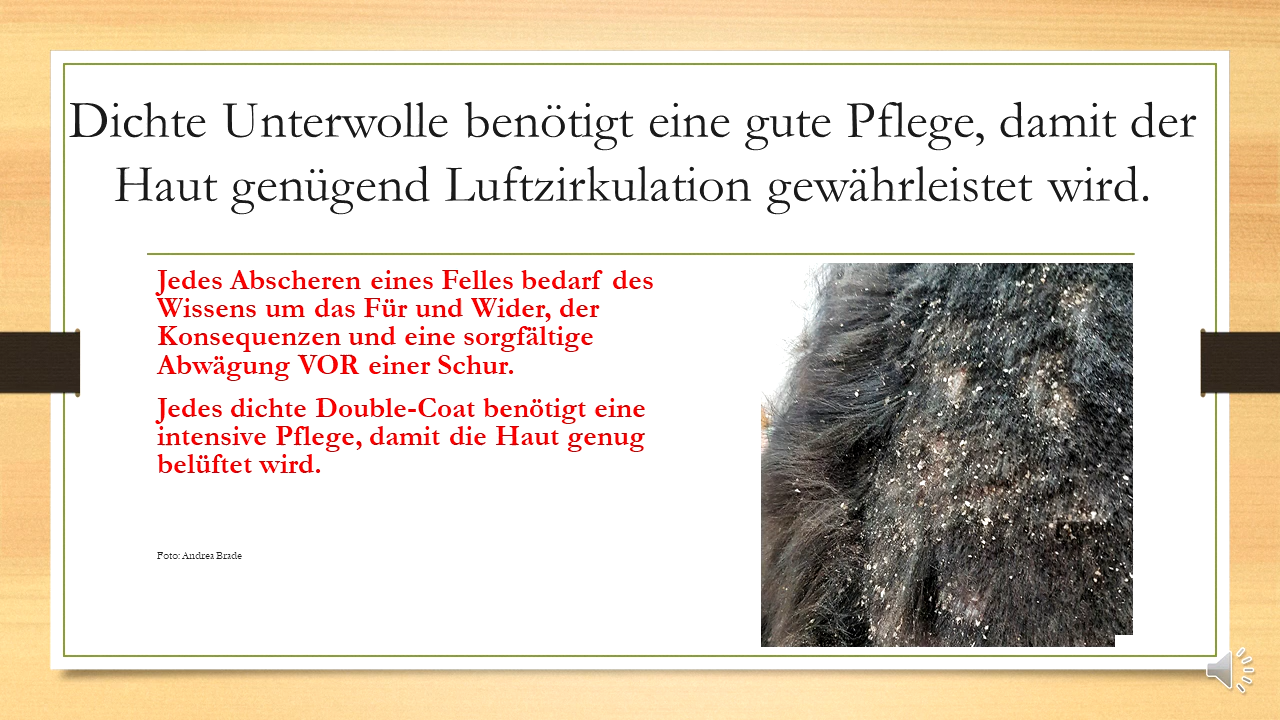 Dichte Unterwolle benötigt eine gute Pflege, damit der
Haut genügend Luftzirkulation gewährleistet wird.
Jedes Abscheren eines Felles bedarf des
Wissens um das Für und Wider, der
Konsequenzen und eine sorgfältige
Abwägung VOR einer Schur.
Jedes dichte Double-Coat benötigt eine
intensive Pflege, damit die Haut genug
belüftet wird.
Foto: Andrea Brade